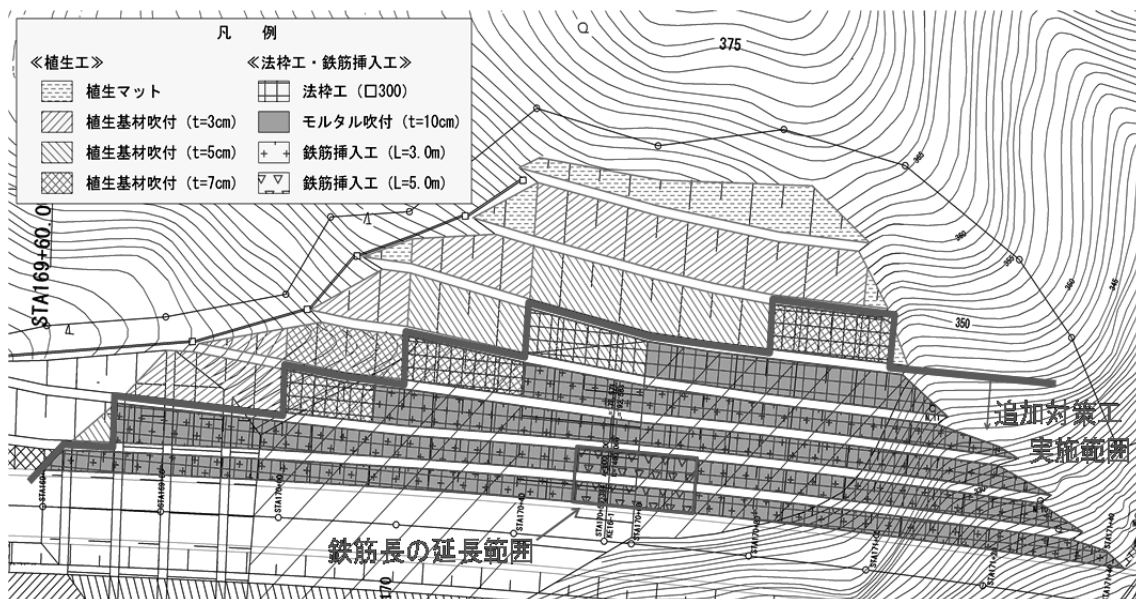 凡　例
≪植生工≫
植生マット
植生基材吹付（t=3cm）
植生基材吹付（t=5cm）
植生基材吹付（t=7cm）
≪法枠工・鉄筋挿入工≫
法枠工（□300）
モルタル吹付（t=10cm）
鉄筋挿入工（L=3.0m）
鉄筋挿入工（L=5.0m）
375
365
360
350
STA169+60.0
追加対策工
実施範囲
鉄筋長の延長範囲
170